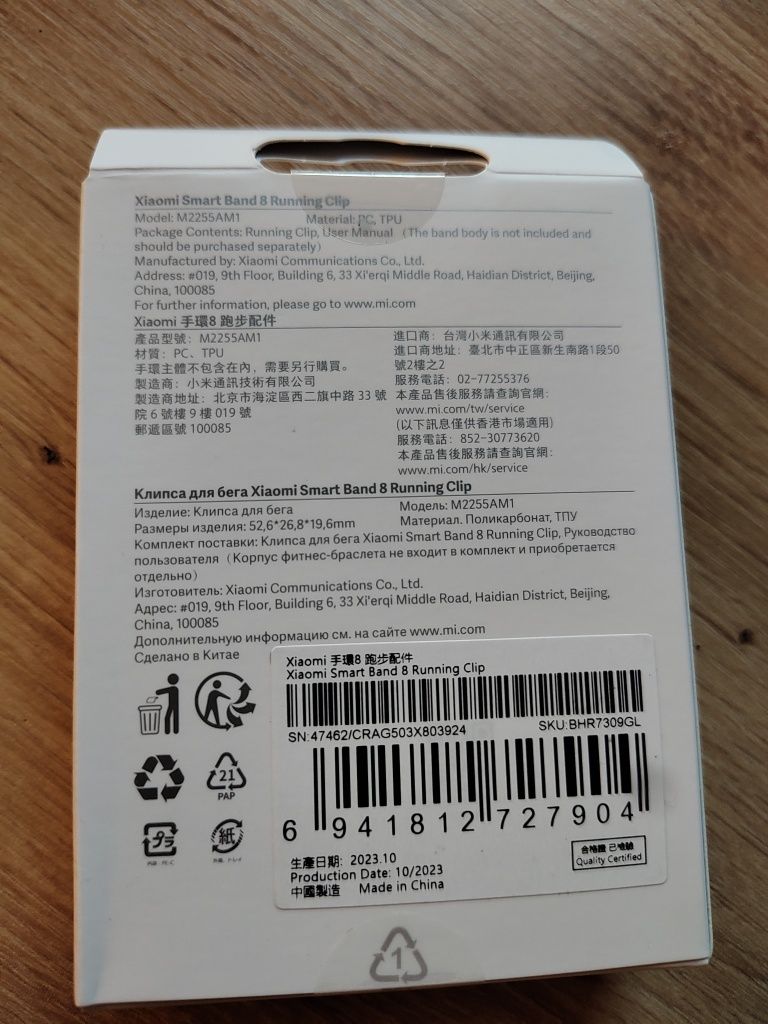 Xiaomi Smart Band 8 Running Clip
Model: M2255AM1 Material: PC, TPU
Package Contents: Running Clip, User Manual (The band body is not included and
should be purchased separately)
Manufactured by: Xiaomi Communications Co., Ltd.
Address: #019, 9th Floor, Building 6, 33 Xi'erqi Middle Road, Haidian District, Beijing,
China, 100085
For further information, please go to www.mi.com
Xiaomi 手環8 跑步配件
產品型號: M2255AM1
材質: PC、TPU
手環主體不包含在內，需要另行購買。
製造商: 小米通訊技術有限公司
製造商地址: 北京市海淀區西二旗中路 33 號
院 6 號樓 9 樓 019 號
郵遞區號 100085
進口商: 台灣小米通訊有限公司
進口商地址: 臺北市中正區新生南路1段50
號2樓之2
服務電話: 02-77255376
本產品售後服務請查詢官網:
www.mi.com/tw/service
(以下訊息僅供香港市場適用)
服務電話: 852-30773620
本產品售後服務請查詢官網:
www.mi.com/hk/service
Клипса для бега Xiaomi Smart Band 8 Running Clip
Изделие: Клипса для бега Модель: M2255AM1
Размеры изделия: 52,6*26,8*19,6mm Материал. Поликарбонат, ТПУ
Комплект поставки: Клипса для бега Xiaomi Smart Band 8 Running Clip, Руководство
пользователя (Корпус фитнес-браслета не входит в комплект и приобретается
отдельно)
Изготовитель: Xiaomi Communications Co., Ltd.
Адрес: #019, 9th Floor, Building 6, 33 Xi'erqi Middle Road, Haidian District, Beijing,
China, 100085
Дополнительную информацию см. на сайте www.mi.com
Сделано в Китае
Xiaomi 手環8 跑步配件
Xiaomi Smart Band 8 Running Clip
SN:47462/CRAG503X803924 SKU:BHR7309GL
6 941812 727904
生產日期: 2023.10
Production Date: 10/2023
中國製造 Made in China
合格證 已檢驗
Quality Certified
21
PAP
プラ
紙
1